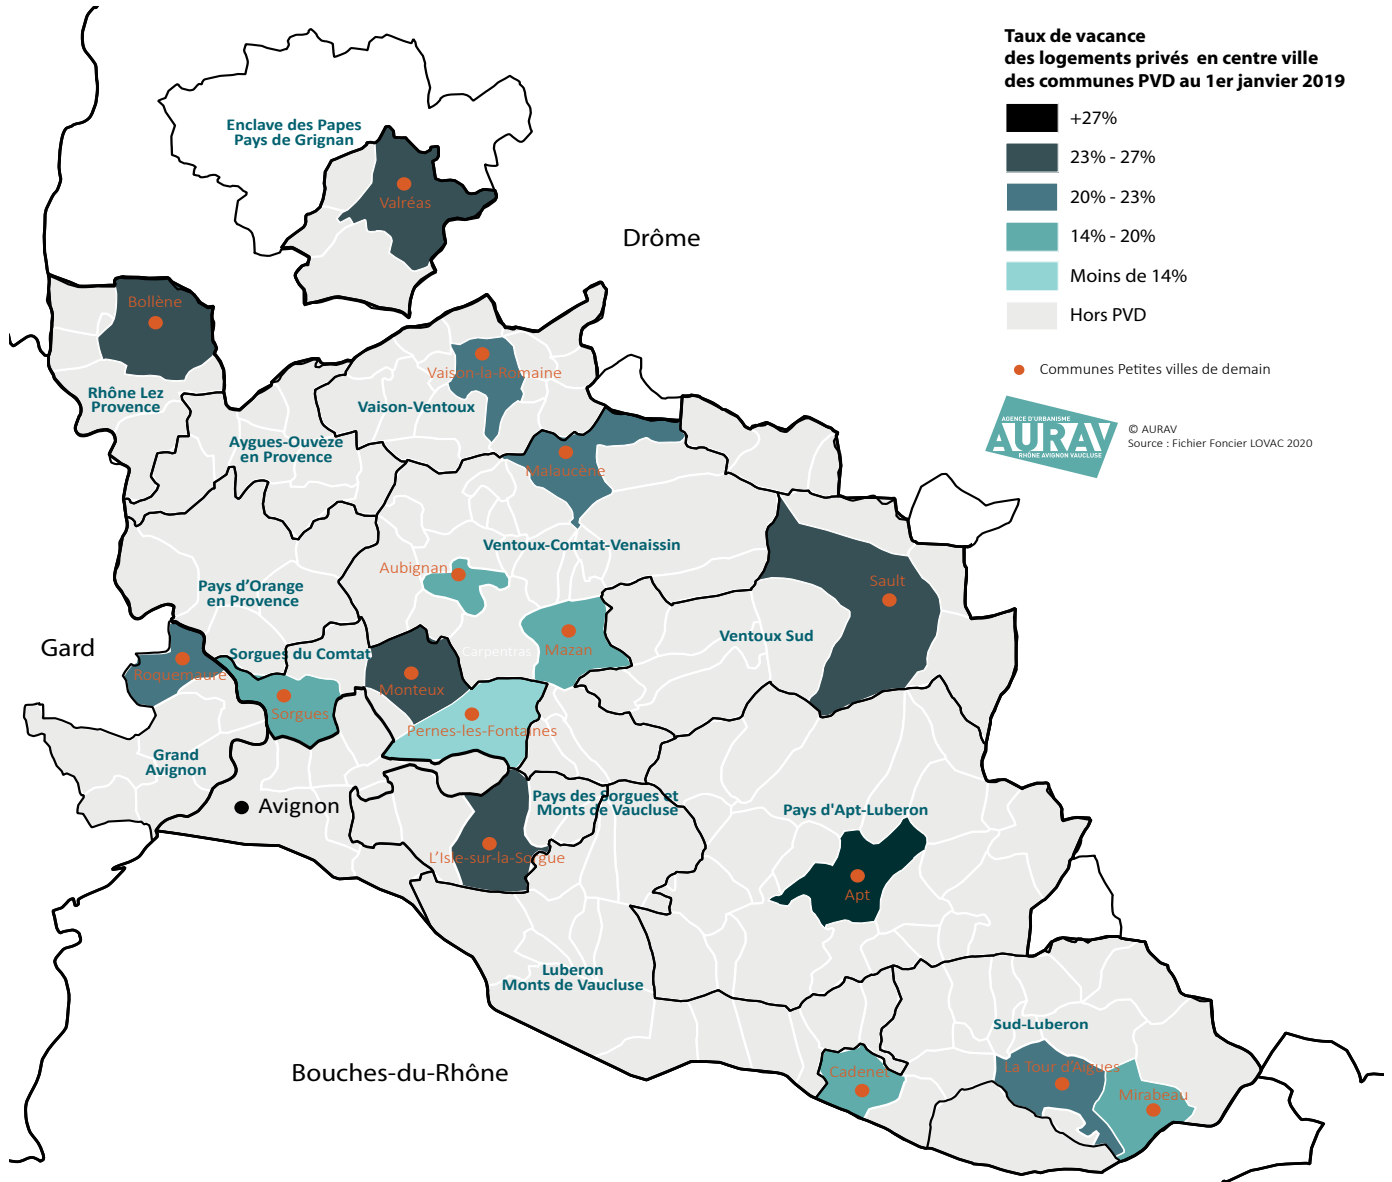 Taux de vacance
des logements privés en centre ville
des communes PVD au 1er janvier 2019
+27%
23% - 27%
20% - 23%
14% - 20%
Moins de 14%
Hors PVD
Communes Petites villes de demain
AGENCE D'URBANISME
AURAV
RHÔNE AVIGNON VAUCLUSE
© AURAV
Source : Fichier Foncier LOVAC 2020
Enclave des Papes
Pays de Grignan
Valréas
Drôme
Bollène
Rhône Lez
Provence
Vaison-la-Romaine
Vaison-Ventoux
Aygues-Ouvèze
en Provence
Malaucène
Ventoux-Comtat-Venaissin
Aubignan
Pays d’Orange
en Provence
Sault
Gard
Sorgues du Comtat
Ventoux Sud
Carpentras
Mazan
Roquemaure
Monteux
Sorgues
Pernes-les-Fontaines
Grand
Avignon
Avignon
Pays des Sorgues et
Monts de Vaucluse
Pays d'Apt-Luberon
L’Isle-sur-la-Sorgue
Apt
Luberon
Monts de Vaucluse
Sud-Luberon
Bouches-du-Rhône
Cadenet
La Tour d’Aigues
Mirabeau